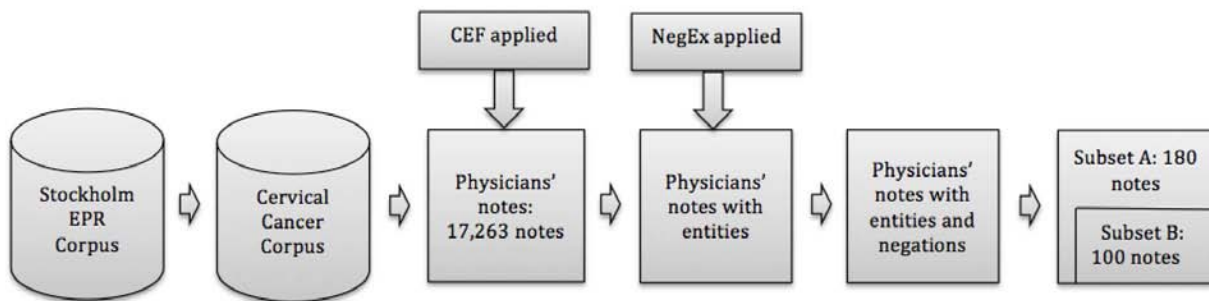 CEF applied
NegEx applied
Stockholm
EPR
Corpus
Cervical
Cancer
Corpus
Physicians’
notes:
17,263 notes
Physicians’
notes with
entities
Physicians’
notes with
entities and
negations
Subset A: 180
notes
Subset B:
100 notes